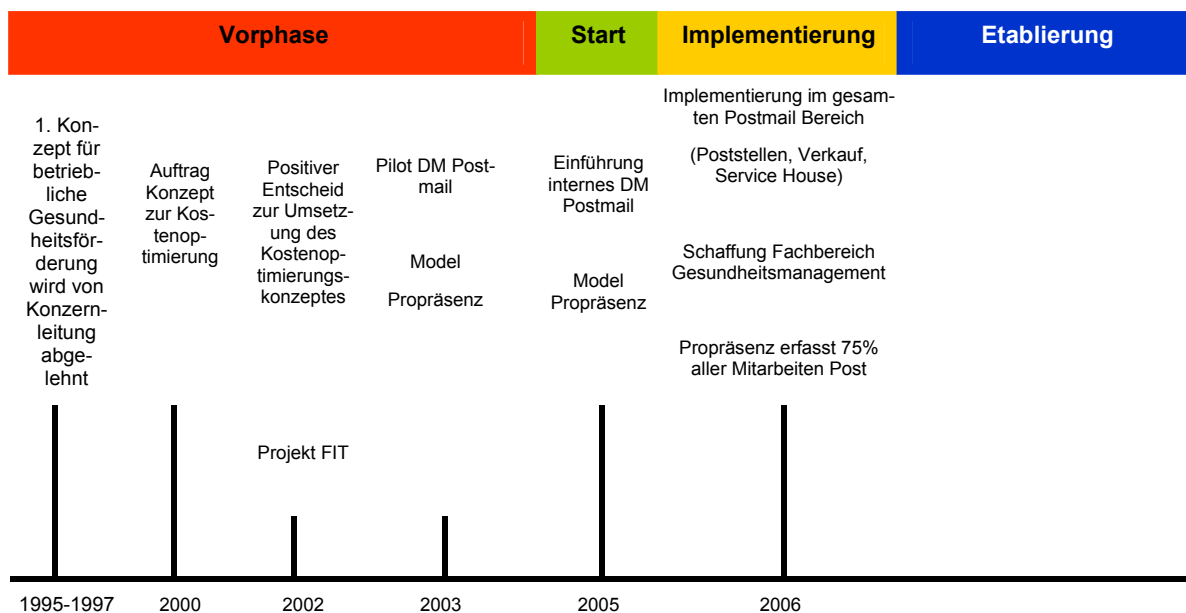 Vorphase
Start
Implementierung
Etablierung
1. Kon-
zept für
betrieb-
liche
Gesund-
heitsför-
derung
wird von
Konzern-
leitung
abge-
lehnt
Auftrag
Konzept
zur Kos-
tenop-
timierung
Positiver
Entscheid
zur Umsetz-
ung des
Kostenop-
timierungs-
konzeptes
Projekt FIT
Pilot DM Post-
mail
Model
Propräsenz
Einführung
internes DM
Postmail
Model
Propräsenz
Implementierung im gesam-
ten Postmail Bereich
(Poststellen, Verkauf,
Service House)
Schaffung Fachbereich
Gesundheitsmanagement
Propräsenz erfasst 75%
aller Mitarbeiten Post
1995-1997
2000
2002
2003
2005
2006